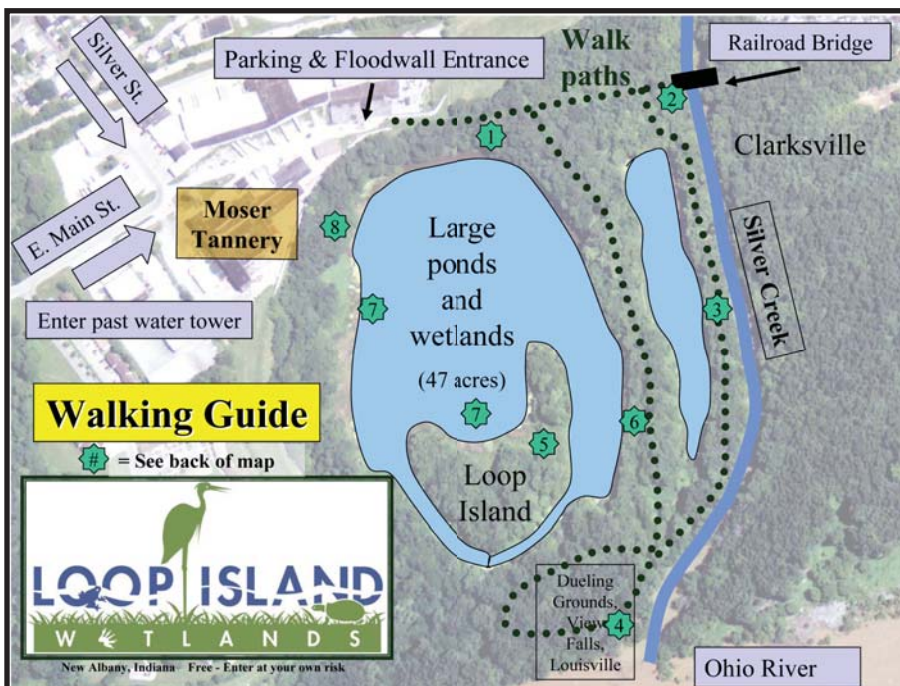 Silver St.
Parking & Floodwall Entrance
Walk
paths
Railroad Bridge
2
1
Clarksville
E. Main St.
Moser
Tannery
8
Large
ponds
and
wetlands
(47 acres)
7
3
Silver Creek
Enter past water tower
7
5
6
Loop
Island
Walking Guide
# = See back of map
LOOP ISLAND
WETLANDS
New Albany, Indiana Free - Enter at your own risk
Dueling
Grounds,
View
Falls,
Louisville
4
Ohio River